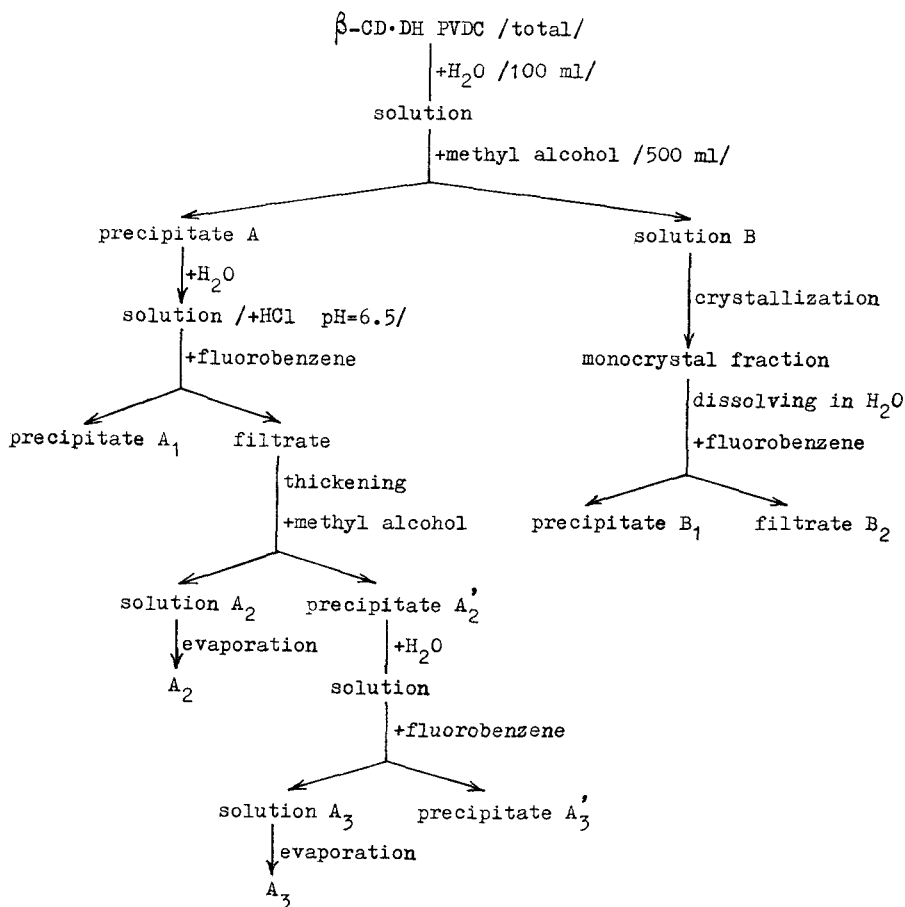 β-CD·DH PVDC /total/
+H₂O /100 ml/
solution
+methyl alcohol /500 ml/
precipitate A
solution B
+H₂O
crystallization
solution /+HCl pH=6.5/
monocrystal fraction
+fluorobenzene
dissolving in H₂O
+fluorobenzene
precipitate A₁
filtrate
thickening
+methyl alcohol
precipitate B₁
filtrate B₂
solution A₂
precipitate A₂'
evaporation
+H₂O
A₂
solution
+fluorobenzene
solution A₃
precipitate A₃'
evaporation
A₃